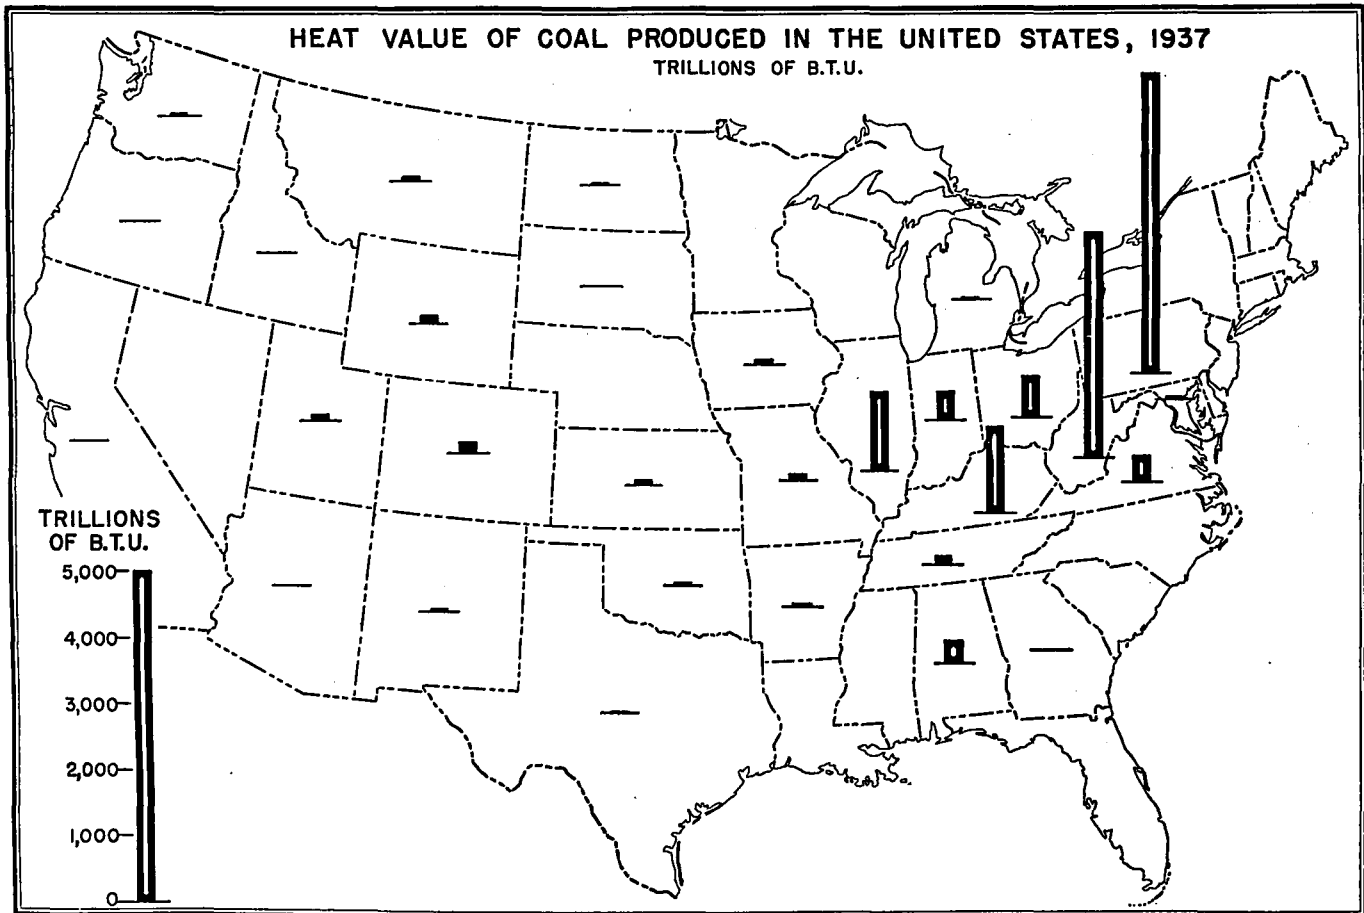 HEAT VALUE OF COAL PRODUCED IN THE UNITED STATES, 1937
TRILLIONS OF B.T.U.
TRILLIONS
OF B.T.U.
5,000
4,000
3,000
2,000
1,000
0